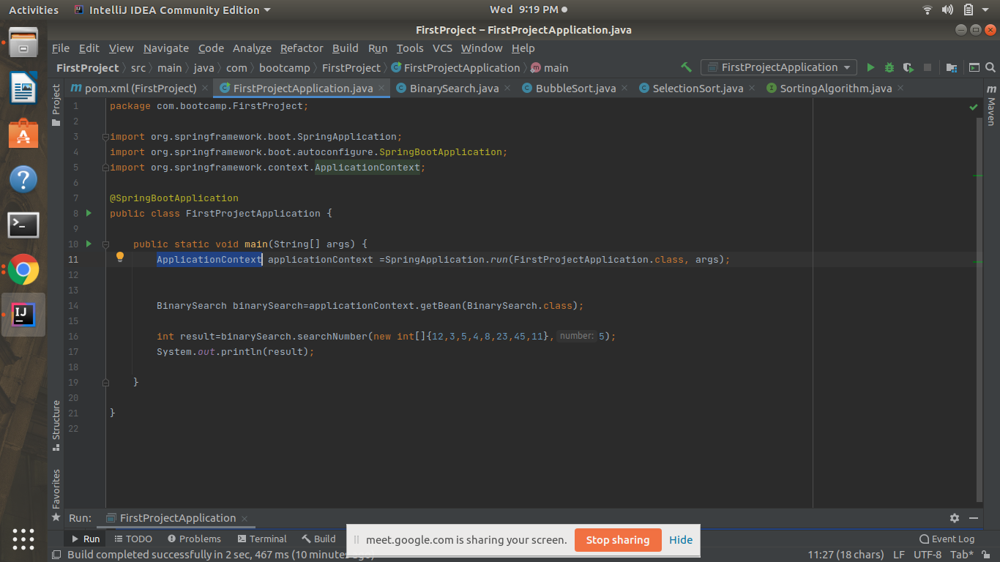 Activities IntelliJ IDEA Community Edition Wed 9:19 PM
FirstProject – FirstProjectApplication.java
File Edit View Navigate Code Analyze Refactor Build Run Tools VCS Window Help
FirstProject src main java com bootcamp FirstProject FirstProjectApplication main FirstProjectApplication
pom.xml (FirstProject) FirstProjectApplication.java BinarySearch.java BubbleSort.java SelectionSort.java SortingAlgorithm.java
Project
Maven
1 package com.bootcamp.FirstProject;
2
3 import org.springframework.boot.SpringApplication;
4 import org.springframework.boot.autoconfigure.SpringBootApplication;
5 import org.springframework.context.ApplicationContext;
6
7 @SpringBootApplication
8 public class FirstProjectApplication {
9
10 public static void main(String[] args) {
11 ApplicationContext applicationContext =SpringApplication.run(FirstProjectApplication.class, args);
12
13
14 BinarySearch binarySearch=applicationContext.getBean(BinarySearch.class);
15
16 int result=binarySearch.searchNumber(new int[]{12,3,5,4,8,23,45,11}, number: 5);
17 System.out.println(result);
18
19 }
20
21 }
22
Structure
Favorites
Run: FirstProjectApplication
Run TODO Problems Terminal Build Event Log
meet.google.com is sharing your screen. Stop sharing Hide
Build completed successfully in 2 sec, 467 ms (10 minutes ago) 11:27 (18 chars) LF UTF-8 Tab*